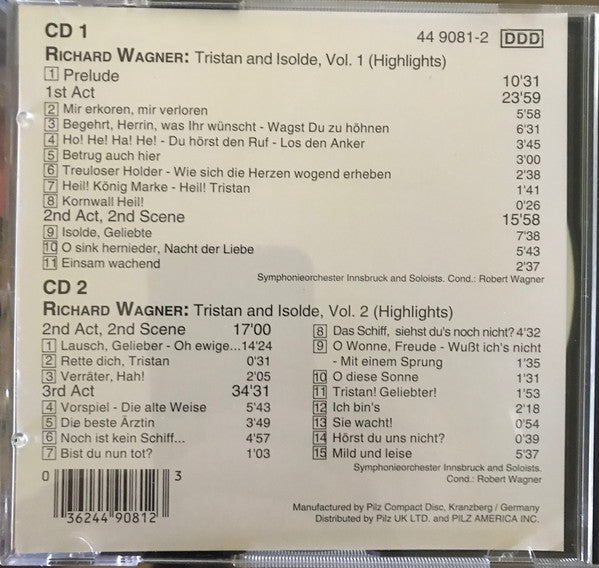 CD 1 44 9081-2 DDD
RICHARD WAGNER: Tristan and Isolde, Vol. 1 (Highlights)
1 Prelude 10'31
1st Act 23'59
2 Mir erkoren, mir verloren 5'58
3 Begehrt, Herrin, was Ihr wünscht - Wagst Du zu höhnen 6'31
4 Ho! He! Ha! He! - Du hörst den Ruf - Los den Anker 3'45
5 Betrug auch hier 3'00
6 Treuloser Holder - Wie sich die Herzen wogend erheben 2'38
7 Heil! König Marke - Heil! Tristan 1'41
8 Kornwall Heil! 0'26
2nd Act, 2nd Scene 15'58
9 Isolde, Geliebte 7'38
10 O sink hernieder, Nacht der Liebe 5'43
11 Einsam wachend 2'37
Symphonieorchester Innsbruck and Soloists. Cond.: Robert Wagner
CD 2
RICHARD WAGNER: Tristan and Isolde, Vol. 2 (Highlights)
2nd Act, 2nd Scene 17'00
1 Lausch, Gelieber - Oh ewige...14'24
2 Rette dich, Tristan 0'31
3 Verräter, Hah! 2'05
3rd Act 34'31
4 Vorspiel - Die alte Weise 5'43
5 Die beste Ärztin 3'49
6 Noch ist kein Schiff... 4'57
7 Bist du nun tot? 1'03
8 Das Schiff, siehst du's noch nicht? 4'32
9 O Wonne, Freude - Wußt ich's nicht
- Mit einem Sprung 1'35
10 O diese Sonne 1'31
11 Tristan! Geliebter! 1'53
12 Ich bin's 2'18
13 Sie wacht! 0'54
14 Hörst du uns nicht? 0'39
15 Mild und leise 5'37
Symphonieorchester Innsbruck and Soloists.
Cond.: Robert Wagner
0 3
36244 90812
Manufactured by Pilz Compact Disc, Kranzberg / Germany
Distributed by Pilz UK LTD. and PILZ AMERICA INC.